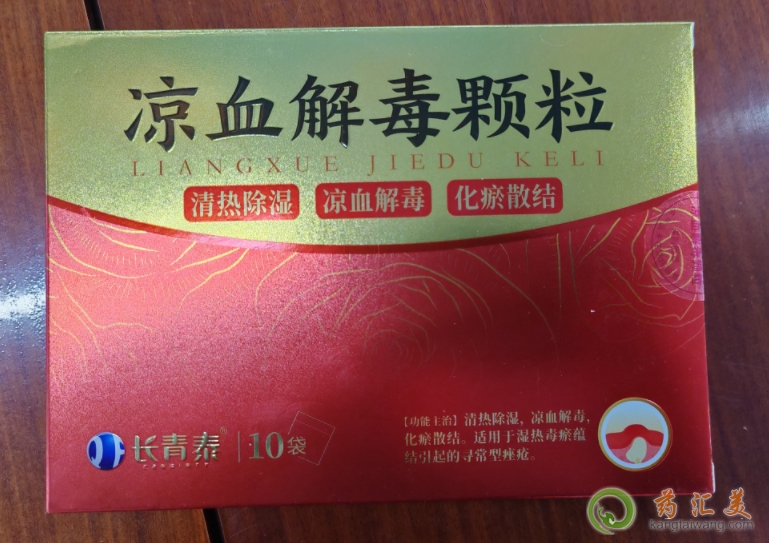 凉血解毒颗粒
LIANGXUE JIEDU KELI
清热除湿 凉血解毒 化瘀散结
【功能主治】清热除湿，凉血解毒，
化瘀散结。适用于湿热毒瘀蕴
结引起的寻常型痤疮。
长青泰® 10袋
药汇美
kanglaiwang.com